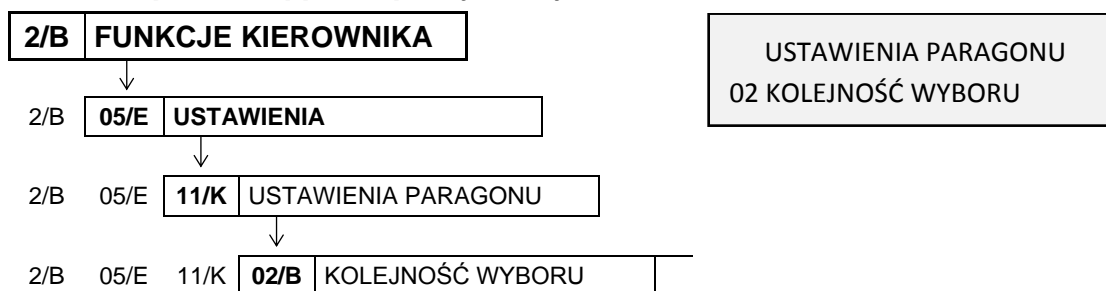 2/B FUNKCJE KIEROWNIKA
USTAWIENIA PARAGONU
02 KOLEJNOŚĆ WYBORU
2/B 05/E USTAWIENIA
2/B 05/E 11/K USTAWIENIA PARAGONU
2/B 05/E 11/K 02/B KOLEJNOŚĆ WYBORU